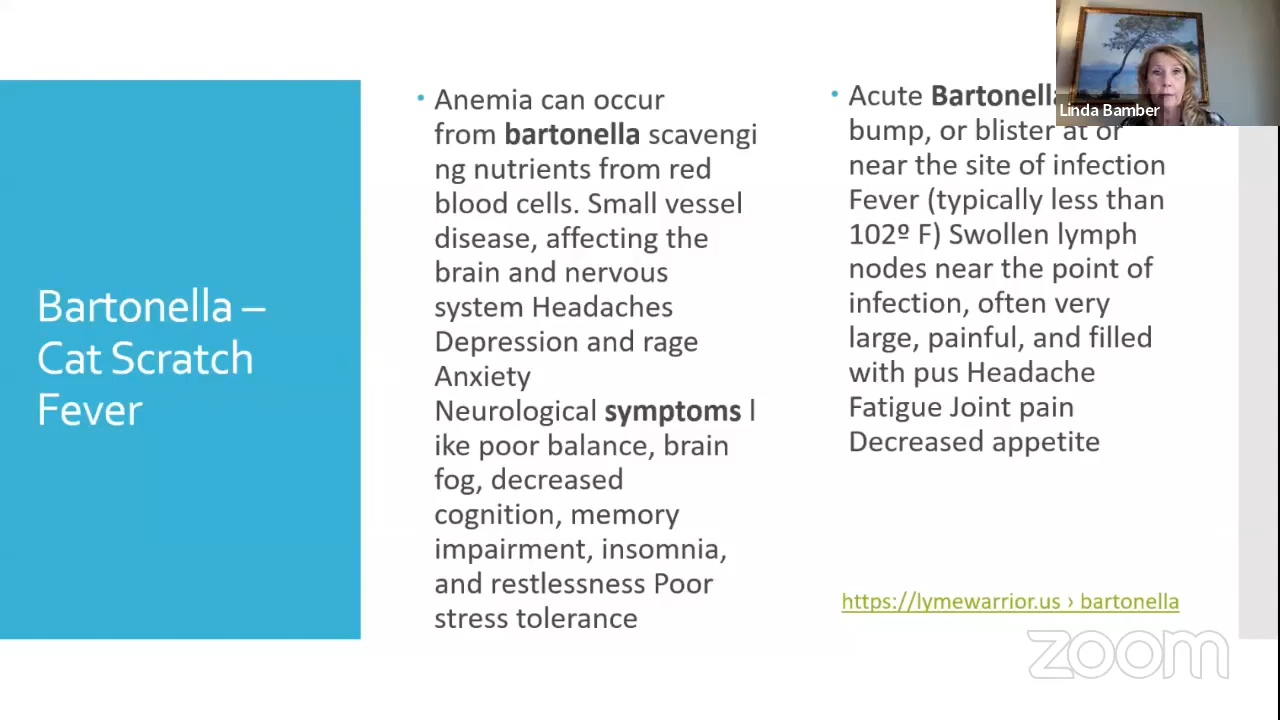 Bartonella –
Cat Scratch
Fever
Anemia can occur
from bartonella scavengi
ng nutrients from red
blood cells. Small vessel
disease, affecting the
brain and nervous
system Headaches
Depression and rage
Anxiety
Neurological symptoms l
ike poor balance, brain
fog, decreased
cognition, memory
impairment, insomnia,
and restlessness Poor
stress tolerance
Acute Bartonella
bump, or blister at or
near the site of infection
Fever (typically less than
102º F) Swollen lymph
nodes near the point of
infection, often very
large, painful, and filled
with pus Headache
Fatigue Joint pain
Decreased appetite
https://lymewarrior.us › bartonella
Linda Bamber
zoom